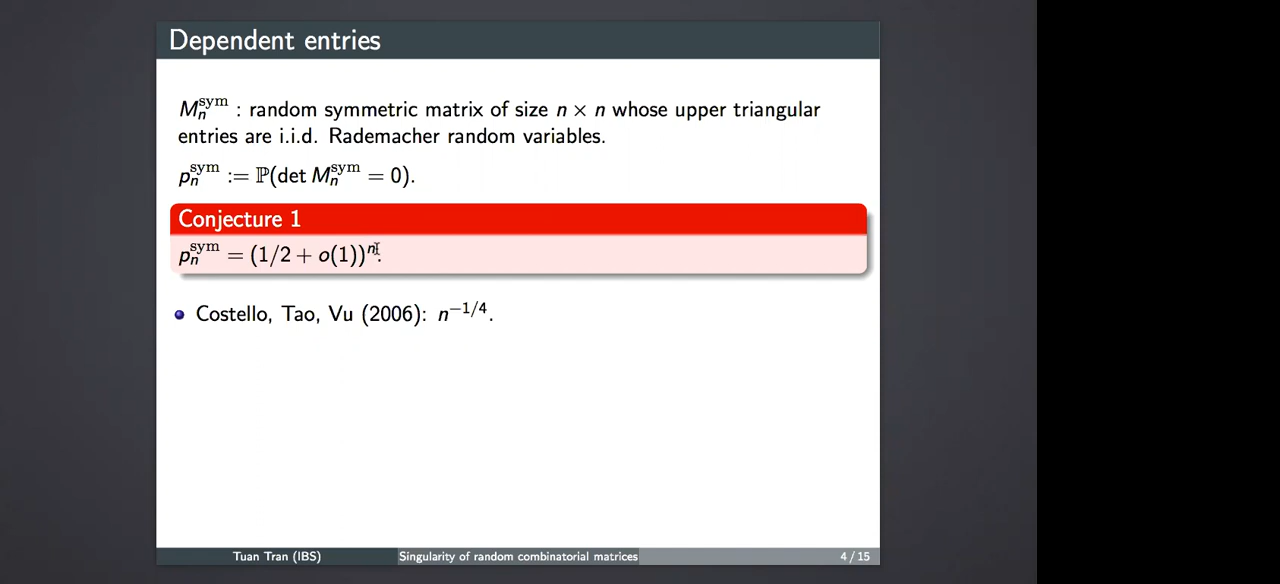 Dependent entries
M_n^sym : random symmetric matrix of size n × n whose upper triangular
entries are i.i.d. Rademacher random variables.
p_n^sym := ℙ(det M_n^sym = 0).
Conjecture 1
p_n^sym = (1/2 + o(1))^n.
Costello, Tao, Vu (2006): n^{-1/4}.
Tuan Tran (IBS) Singularity of random combinatorial matrices 4 / 15